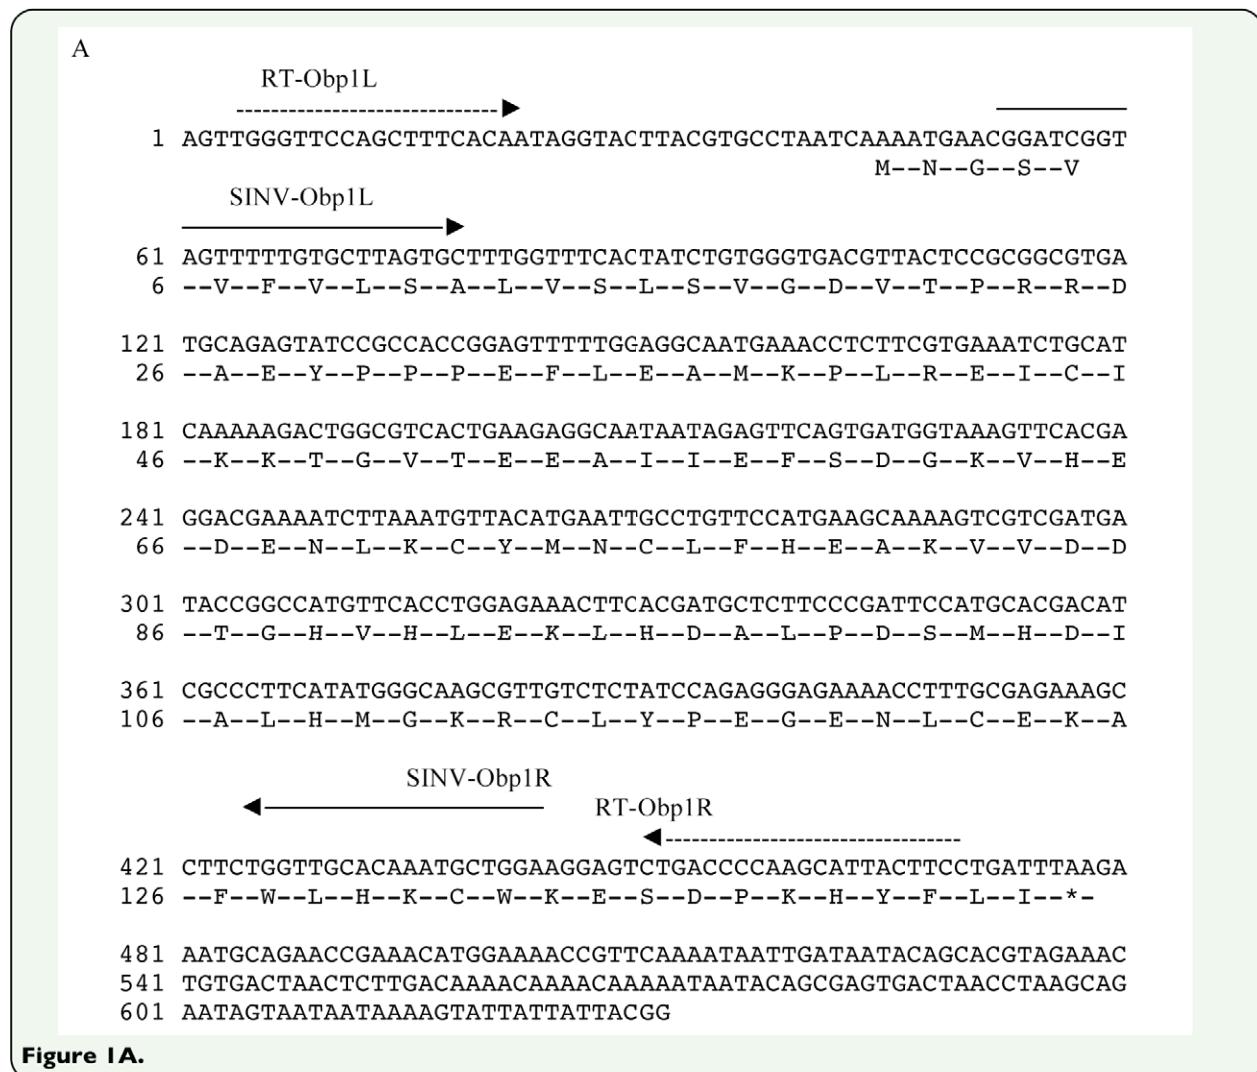 A
RT-Obp1L
1 AGTTGGGTTCCAGCTTTCACAATAGGTACTTACGTGCCTAATCAAAATGAACGGATCGGT
M--N--G--S--V
SINV-Obp1L
61 AGTTTTTGTGCTTAGTGCTTTGGTTTCACTATCTGTGGGTGACGTTACTCCGCGGCGTGA
6 --V--F--V--L--S--A--L--V--S--L--S--V--G--D--V--T--P--R--R--D
121 TGCAGAGTATCCGCCACCGGAGTTTTTGGAGGCAATGAAACCTCTTCGTGAAATCTGCAT
26 --A--E--Y--P--P--P--E--F--L--E--A--M--K--P--L--R--E--I--C--I
181 CAAAAAGACTGGCGTCACTGAAGAGGCAATAATAGAGTTCAGTGATGGTAAAGTTCACGA
46 --K--K--T--G--V--T--E--E--A--I--I--E--F--S--D--G--K--V--H--E
241 GGACGAAAATCTTAAATGTTACATGAATTGCCTGTTCCATGAAGCAAAAGTCGTCGATGA
66 --D--E--N--L--K--C--Y--M--N--C--L--F--H--E--A--K--V--V--D--D
301 TACCGGCCATGTTCACCTGGAGAAACTTCACGATGCTCTTCCCGATTCCATGCACGACAT
86 --T--G--H--V--H--L--E--K--L--H--D--A--L--P--D--S--M--H--D--I
361 CGCCCTTCATATGGGCAAGCGTTGTCTCTATCCAGAGGGAGAAAACCTTTGCGAGAAAGC
106 --A--L--H--M--G--K--R--C--L--Y--P--E--G--E--N--L--C--E--K--A
SINV-Obp1R
RT-Obp1R
421 CTTCTGGTTGCACAAATGCTGGAAGGAGTCTGACCCCAAGCATTACTTCCTGATTTAAGA
126 --F--W--L--H--K--C--W--K--E--S--D--P--K--H--Y--F--L--I--*-
481 AATGCAGAACCGAAACATGGAAAACCGTTCAAAATAATTGATAATACAGCACGTAGAAAC
541 TGTGACTAACTCTTGACAAAACAAAACAAAAATAATACAGCGAGTGACTAACCTAAGCAG
601 AATAGTAATAATAAAAGTATTATTATTACGG
Figure 1A.